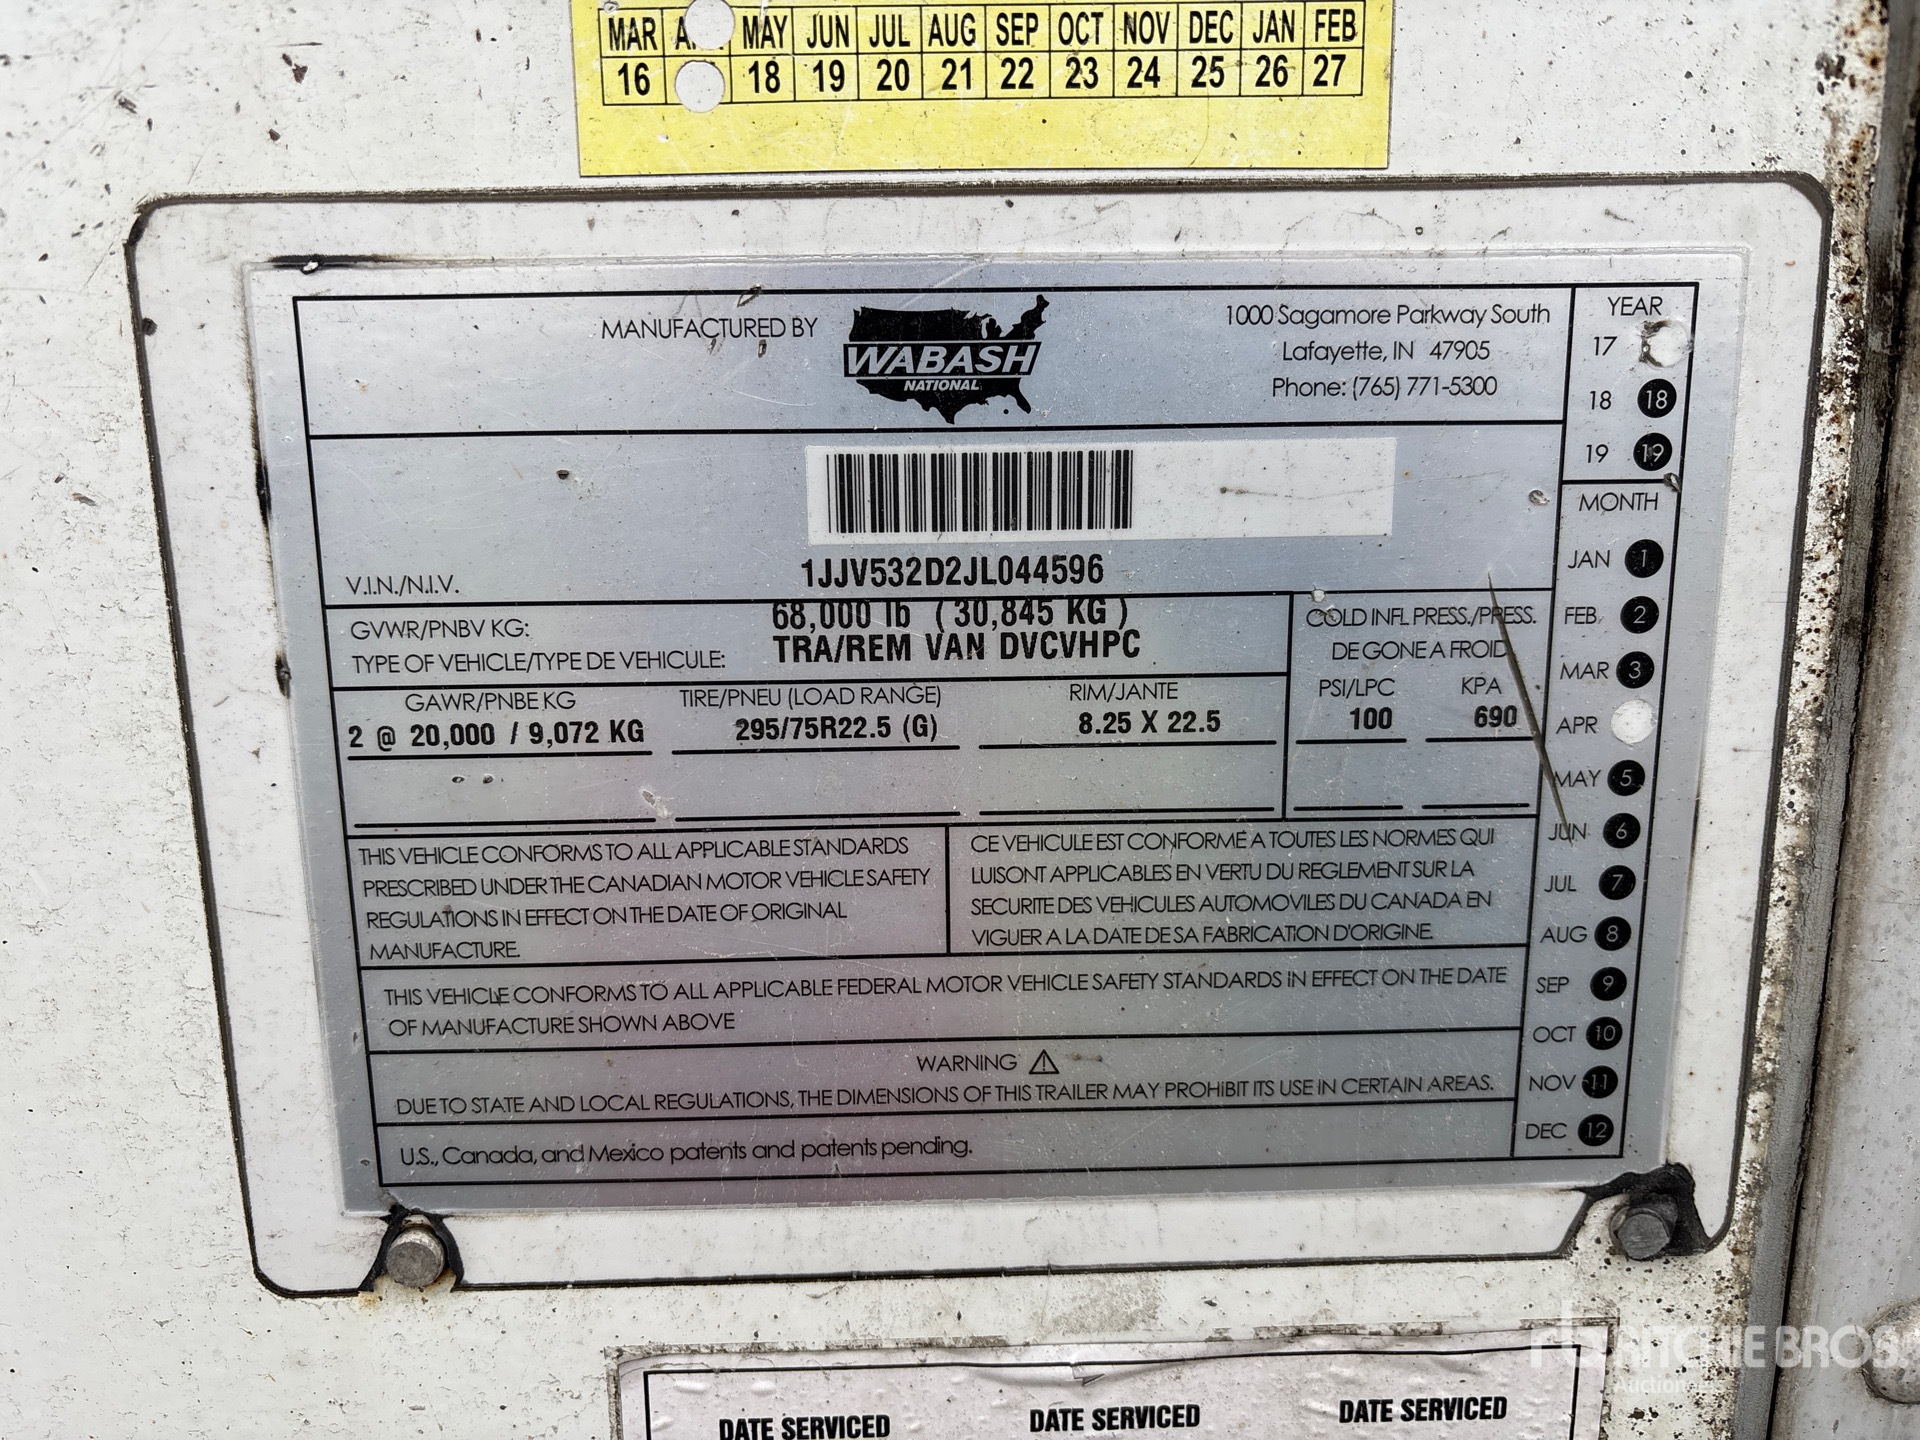 MAR MAY JUN JUL AUG SEP OCT NOV DEC JAN FEB
16 18 19 20 21 22 23 24 25 26 27
MANUFACTURED BY
WABASH
NATIONAL
1000 Sagamore Parkway South
Lafayette, IN 47905
Phone: (765) 771-5300
YEAR
17
18 18
19 19
V.I.N./N.I.V.
1JJV532D2JL044596
GVWR/PNBV KG:
68,000 lb ( 30,845 KG )
TYPE OF VEHICLE/TYPE DE VEHICULE:
TRA/REM VAN DVCVHPC
COLD INFL PRESS./PRESS.
DE GONE A FROID
GAWR/PNBE KG
TIRE/PNEU (LOAD RANGE)
RIM/JANTE
PSI/LPC
KPA
2 @ 20,000 / 9,072 KG
295/75R22.5 (G)
8.25 X 22.5
100
690
MONTH
JAN 1
FEB 2
MAR 3
APR
MAY 5
JUN 6
JUL 7
AUG 8
SEP 9
OCT 10
NOV 11
DEC 12
THIS VEHICLE CONFORMS TO ALL APPLICABLE STANDARDS
PRESCRIBED UNDER THE CANADIAN MOTOR VEHICLE SAFETY
REGULATIONS IN EFFECT ON THE DATE OF ORIGINAL
MANUFACTURE.
CE VEHICULE EST CONFORME A TOUTES LES NORMES QUI
LUISONT APPLICABLES EN VERTU DU REGLEMENT SUR LA
SECURITE DES VEHICULES AUTOMOVILES DU CANADA EN
VIGUER A LA DATE DE SA FABRICATION D'ORIGINE.
THIS VEHICLE CONFORMS TO ALL APPLICABLE FEDERAL MOTOR VEHICLE SAFETY STANDARDS IN EFFECT ON THE DATE
OF MANUFACTURE SHOWN ABOVE
WARNING
DUE TO STATE AND LOCAL REGULATIONS, THE DIMENSIONS OF THIS TRAILER MAY PROHIBIT ITS USE IN CERTAIN AREAS.
U.S., Canada, and Mexico patents and patents pending.
DATE SERVICED DATE SERVICED DATE SERVICED
rb RITCHIE BROS.
Auctioneers